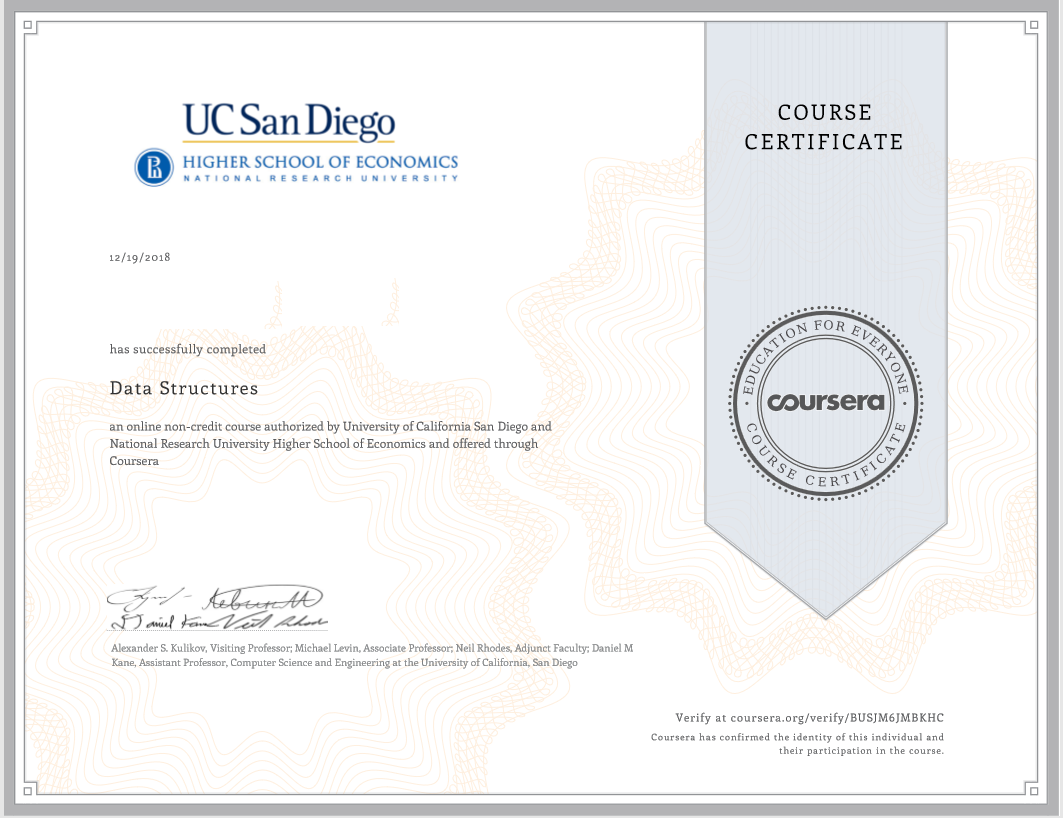 UC San Diego
HIGHER SCHOOL OF ECONOMICS
NATIONAL RESEARCH UNIVERSITY
COURSE
CERTIFICATE
12/19/2018
has successfully completed
Data Structures
an online non-credit course authorized by University of California San Diego and
National Research University Higher School of Economics and offered through
Coursera
EDUCATION FOR EVERYONE
coursera
COURSE CERTIFICATE
Alexander S. Kulikov, Visiting Professor; Michael Levin, Associate Professor; Neil Rhodes, Adjunct Faculty; Daniel M
Kane, Assistant Professor, Computer Science and Engineering at the University of California, San Diego
Verify at coursera.org/verify/BUSJM6JMBKHC
Coursera has confirmed the identity of this individual and
their participation in the course.